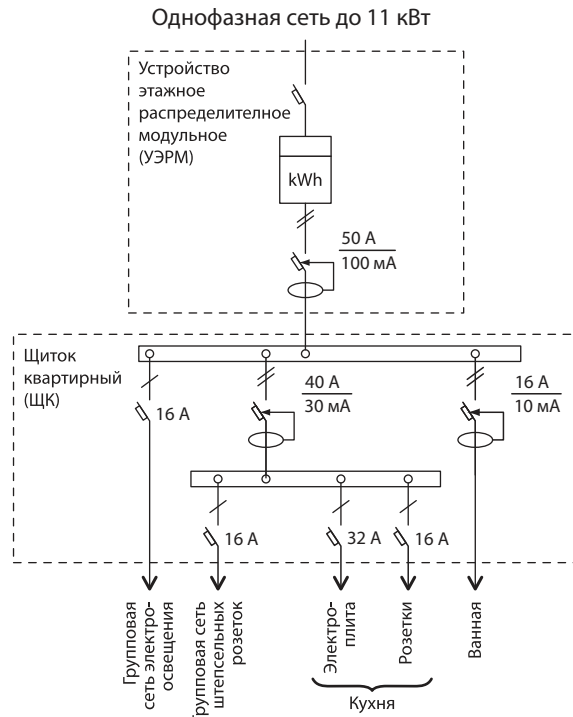 Однофазная сеть до 11 кВт
Устройство
этажное
распределителное
модульное
(УЭРМ)
kWh
50 А
100 мА
Щиток
квартирный
(ЩК)
16 А
40 А
30 мА
16 А
10 мА
16 А
32 А
16 А
Групповая
сеть электро-
освещения
Групповая сеть
штепсельных
розеток
Электро-
плита
Розетки
Ванная
Кухня